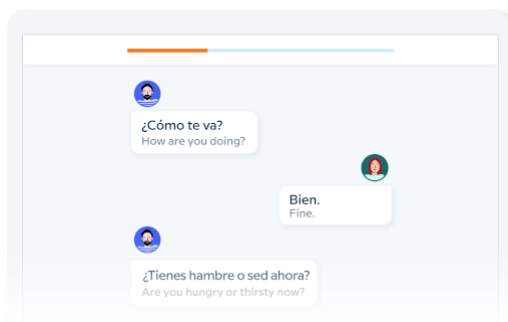 ¿Cómo te va?
How are you doing?
Bien.
Fine.
¿Tienes hambre o sed ahora?
Are you hungry or thirsty now?